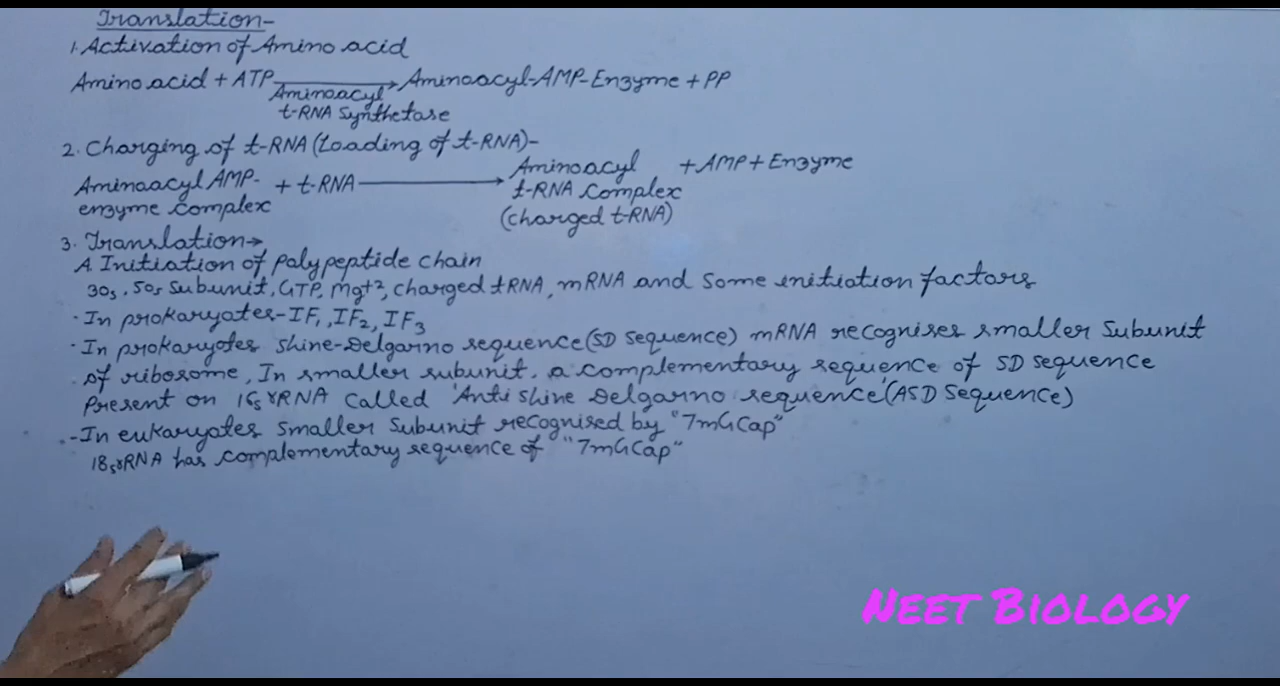 Translation-
1. Activation of Amino acid
Amino acid + ATP → Aminoacyl-AMP-Enzyme + PP
Aminoacyl
t-RNA Synthetase
2. Charging of t-RNA (Loading of t-RNA)-
Aminoacyl AMP- + t-RNA → Aminoacyl + AMP + Enzyme
enzyme complex t-RNA Complex
(charged t-RNA)
3. Translation→
A. Initiation of polypeptide chain
30s, 50s Subunit, GTP, Mg+2, charged tRNA, mRNA and Some initiation factors
·In prokaryotes-IF1, IF2, IF3
·In prokaryotes Shine-Delgarno sequence(SD Sequence) mRNA recognises smaller Subunit
of ribosome, In smaller subunit, a complementary sequence of SD sequence
Present on 16s rRNA Called 'Anti Shine Delgarno sequence'(ASD Sequence)
·-In eukaryotes Smaller Subunit recognised by "7mG Cap"
18s rRNA has complementary sequence of "7mG Cap"
NEET BIOLOGY